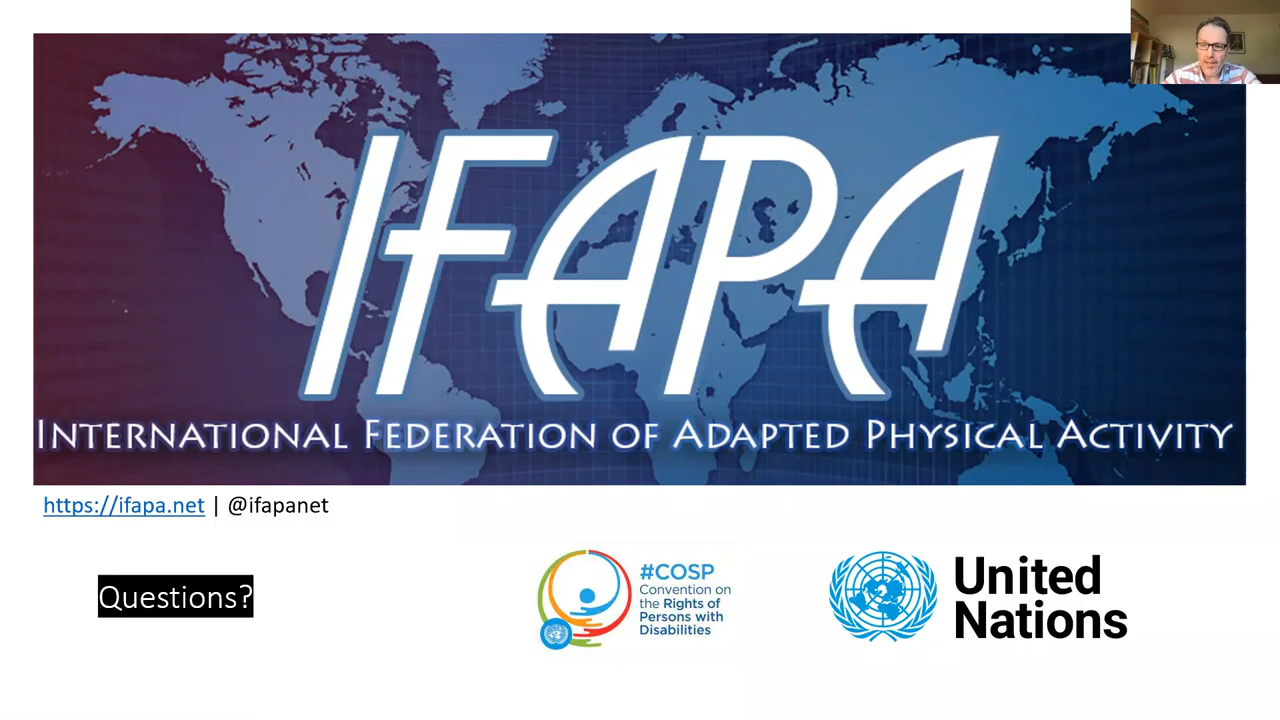 IFAPA
INTERNATIONAL FEDERATION OF ADAPTED PHYSICAL ACTIVITY
https://ifapa.net | @ifapanet
Questions?
#COSP
Convention on
the Rights of
Persons with
Disabilities
United
Nations